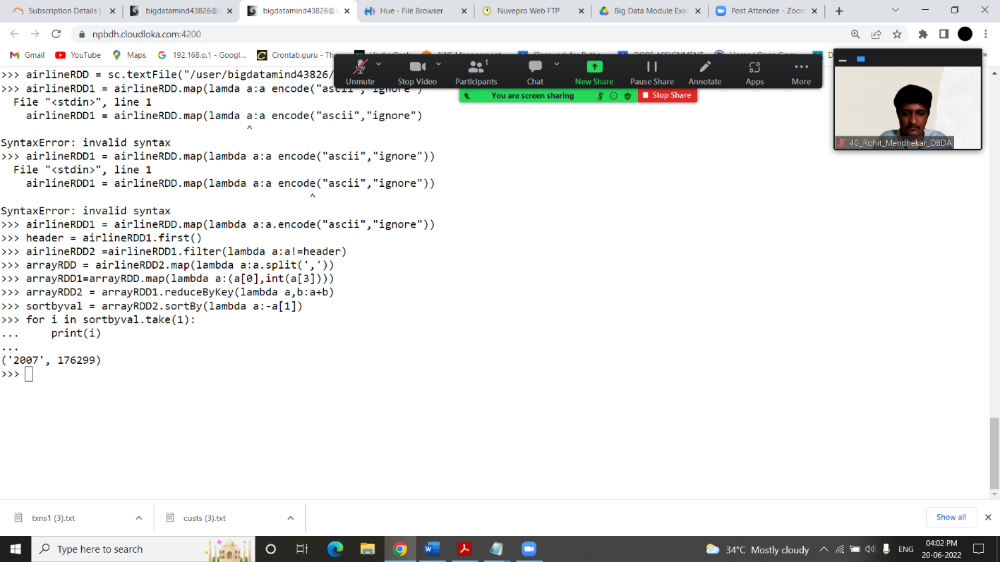 Subscription Details |
bigdatamind43826@i
bigdatamind43826@i
Hue - File Browser
Nuvepro Web FTP
Big Data Module Exam
Post Attendee - Zoom
npbdh.cloudloka.com:4200
Gmail
YouTube
Maps
192.168.o.1 - Googl...
Crontab.guru - The
>>> airlineRDD = sc.textFile("/user/bigdatamind43826/
>>> airlineRDD1 = airlineRDD.map(lamda a:a encode("ascii","ignore")
File "<stdin>", line 1
airlineRDD1 = airlineRDD.map(lamda a:a encode("ascii","ignore")
^
SyntaxError: invalid syntax
>>> airlineRDD1 = airlineRDD.map(lambda a:a encode("ascii","ignore"))
File "<stdin>", line 1
airlineRDD1 = airlineRDD.map(lambda a:a encode("ascii","ignore"))
^
SyntaxError: invalid syntax
>>> airlineRDD1 = airlineRDD.map(lambda a:a.encode("ascii","ignore"))
>>> header = airlineRDD1.first()
>>> airlineRDD2 =airlineRDD1.filter(lambda a:a!=header)
>>> arrayRDD = airlineRDD2.map(lambda a:a.split(','))
>>> arrayRDD1=arrayRDD.map(lambda a:(a[0],int(a[3])))
>>> arrayRDD2 = arrayRDD1.reduceByKey(lambda a,b:a+b)
>>> sortbyval = arrayRDD2.sortBy(lambda a:-a[1])
>>> for i in sortbyval.take(1):
... print(i)
...
('2007', 176299)
>>>
Unmute
Stop Video
1
Participants
Chat
New Share
Pause Share
Annotate
Apps
More
You are screen sharing
Stop Share
40_Rohit_Mendhekar_DBDA
txns1 (3).txt
custs (3).txt
Show all
Type here to search
34°C Mostly cloudy
ENG
04:02 PM
20-06-2022